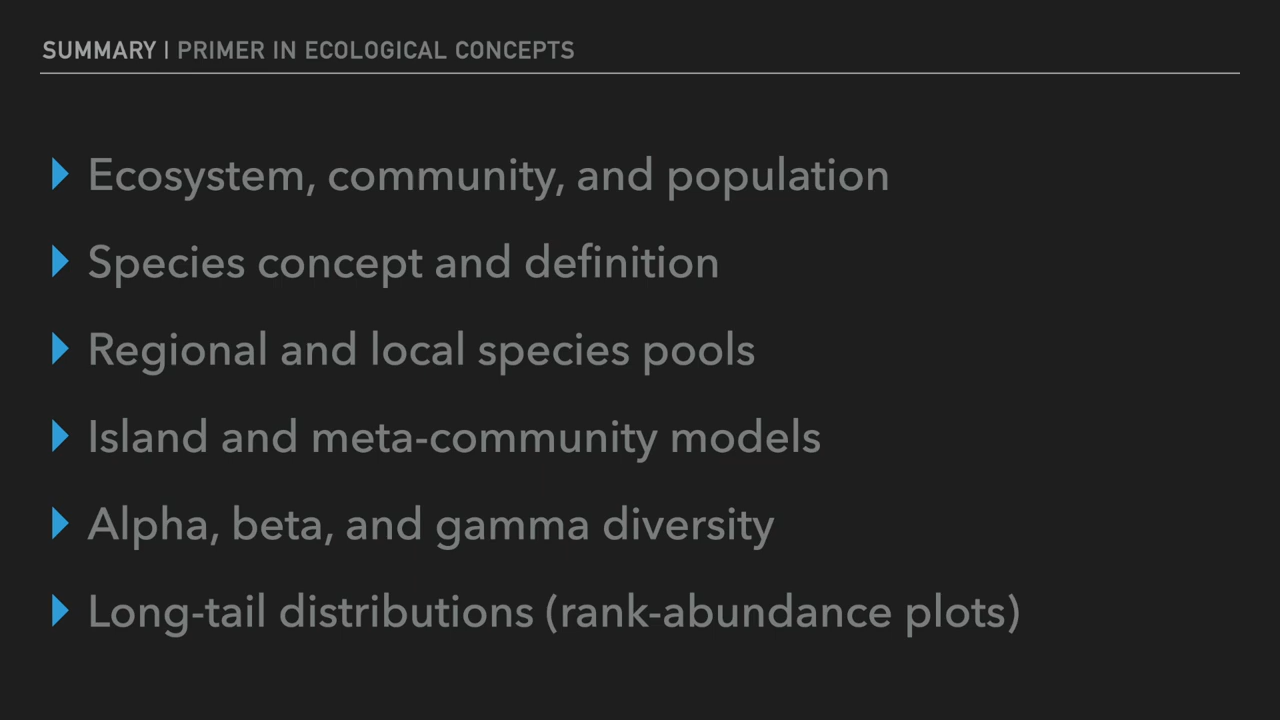 SUMMARY | PRIMER IN ECOLOGICAL CONCEPTS
Ecosystem, community, and population
Species concept and definition
Regional and local species pools
Island and meta-community models
Alpha, beta, and gamma diversity
Long-tail distributions (rank-abundance plots)